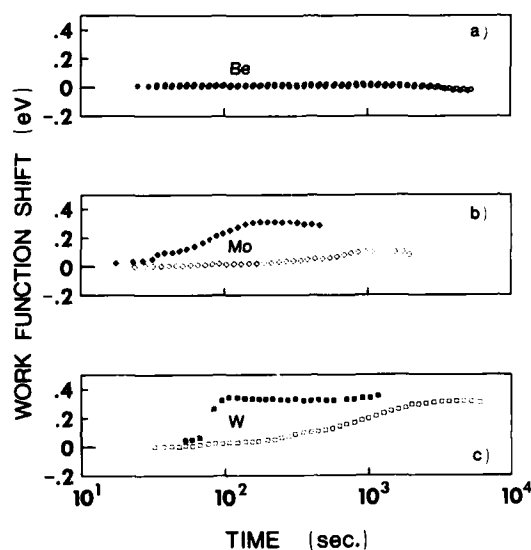 WORK FUNCTION SHIFT (eV)
.4
.2
0
-.2
Be
a)
.4
.2
0
-.2
Mo
b)
.4
.2
0
-.2
W
c)
10¹ 10² 10³ 10⁴
TIME (sec.)